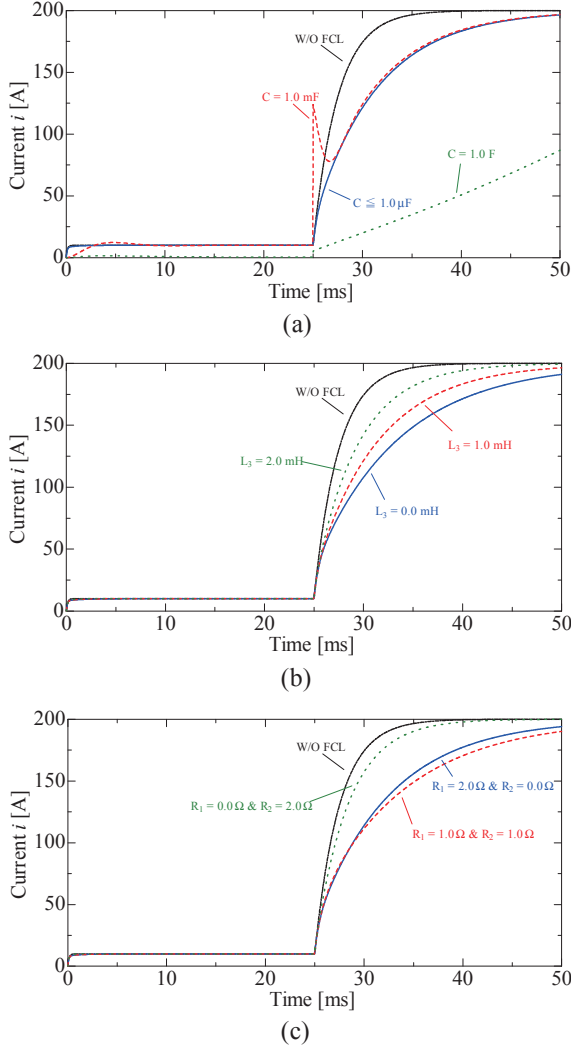 200
150
100
50
0
Current i [A]
W/O FCL
C = 1.0 mF
C = 1.0 F
C ≦ 1.0 μF
0
10
20
30
40
50
Time [ms]
(a)
200
150
100
50
0
Current i [A]
W/O FCL
L3 = 2.0 mH
L3 = 1.0 mH
L3 = 0.0 mH
0
10
20
30
40
50
Time [ms]
(b)
200
150
100
50
0
Current i [A]
W/O FCL
R1 = 0.0 Ω & R2 = 2.0 Ω
R1 = 2.0 Ω & R2 = 0.0 Ω
R1 = 1.0 Ω & R2 = 1.0 Ω
0
10
20
30
40
50
Time [ms]
(c)